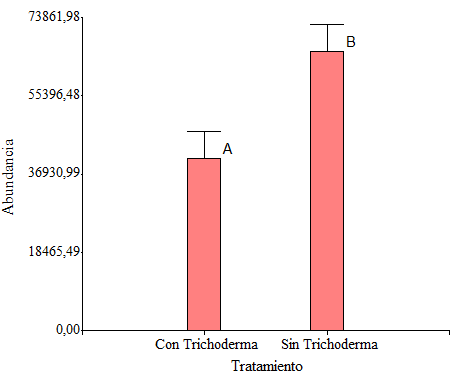 73861,98
B
55396,48
A
36930,99
18465,49
0,00
Abundancia
Con Trichoderma Sin Trichoderma
Tratamiento